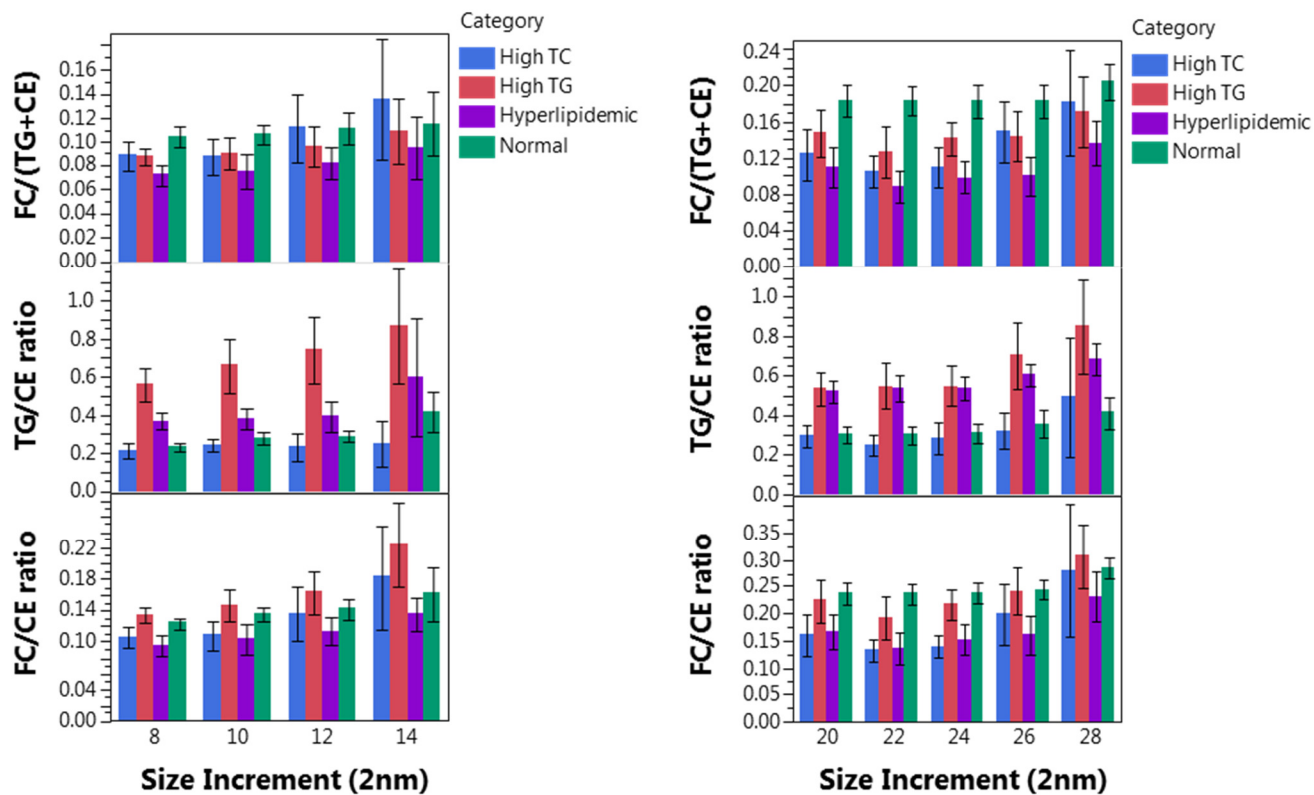 Category
High TC
High TG
Hyperlipidemic
Normal
FC/(TG+CE)
0.16
0.14
0.12
0.10
0.08
0.06
0.04
0.02
0.00
TG/CE ratio
1.0
0.8
0.6
0.4
0.2
0.0
FC/CE ratio
0.22
0.18
0.14
0.10
0.04
0.00
8 10 12 14
Size Increment (2nm)
Category
High TC
High TG
Hyperlipidemic
Normal
FC/(TG+CE)
0.24
0.20
0.16
0.12
0.08
0.04
0.00
TG/CE ratio
1.0
0.8
0.6
0.4
0.2
0.0
FC/CE ratio
0.35
0.30
0.25
0.20
0.15
0.10
0.05
0.00
20 22 24 26 28
Size Increment (2nm)